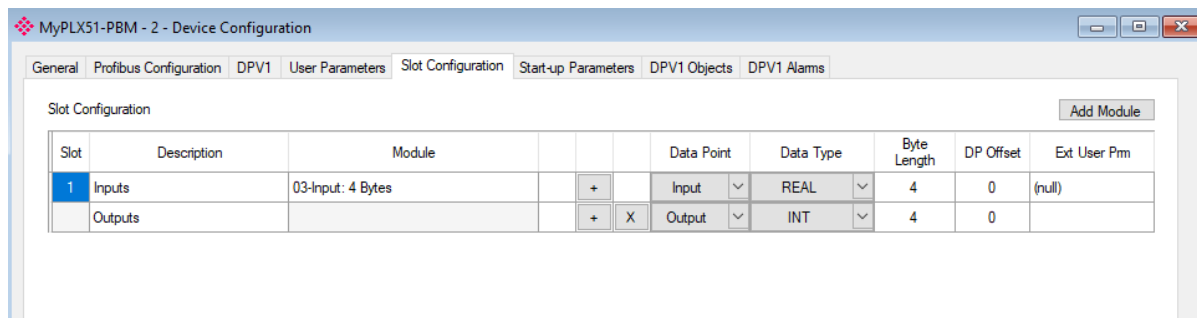 MyPLX51-PBM - 2 - Device Configuration
General Profibus Configuration DPV1 User Parameters Slot Configuration Start-up Parameters DPV1 Objects DPV1 Alarms
Slot Configuration
Add Module
Slot Description Module Data Point Data Type Byte Length DP Offset Ext User Prm
1 Inputs 03-Input: 4 Bytes + Input REAL 4 0 (null)
Outputs + X Output INT 4 0